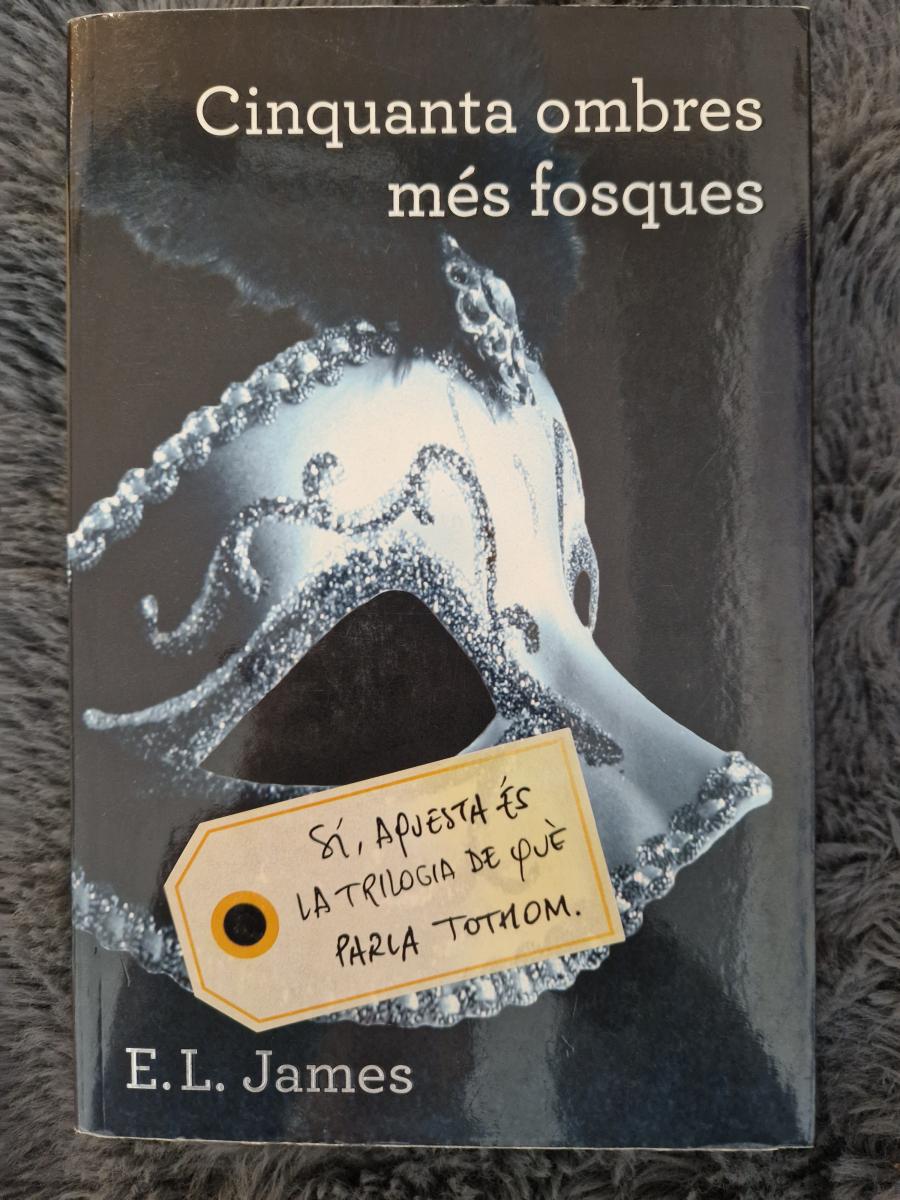 Cinquanta ombres
més fosques
Sí, AQUESTA ÉS
LA TRILOGIA DE QUÈ
PARLA TOTHOM.
E.L. James